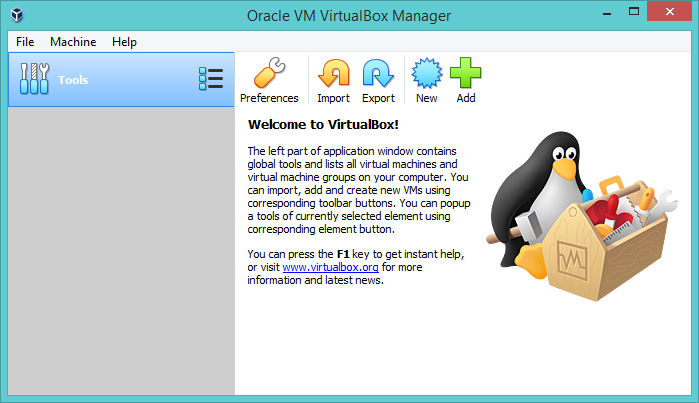 Oracle VM VirtualBox Manager
File Machine Help
Tools
Preferences Import Export New Add
Welcome to VirtualBox!
The left part of application window contains
global tools and lists all virtual machines and
virtual machine groups on your computer. You
can import, add and create new VMs using
corresponding toolbar buttons. You can popup
a tools of currently selected element using
corresponding element button.
You can press the F1 key to get instant help,
or visit www.virtualbox.org for more
information and latest news.